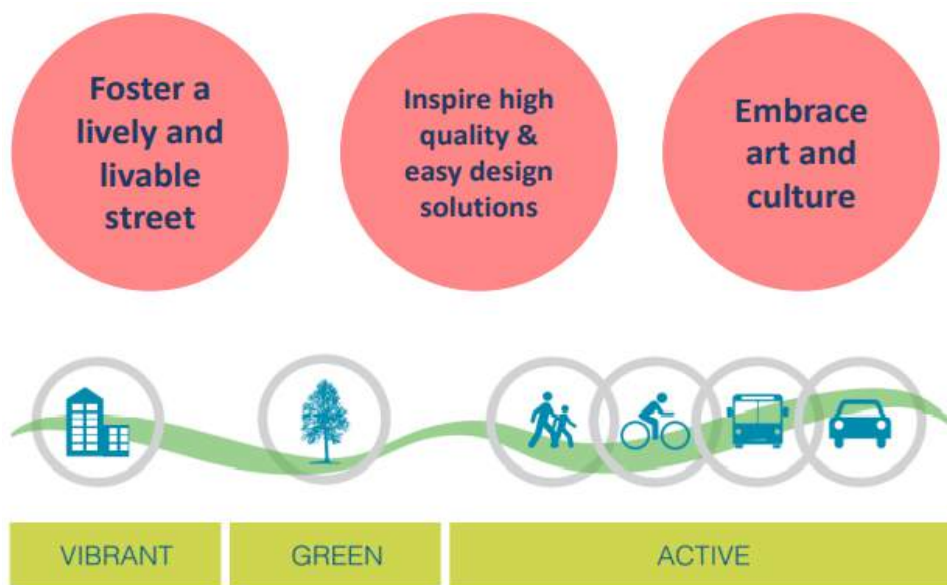 Foster a
lively and
livable
street
Inspire high
quality &
easy design
solutions
Embrace
art and
culture
VIBRANT
GREEN
ACTIVE